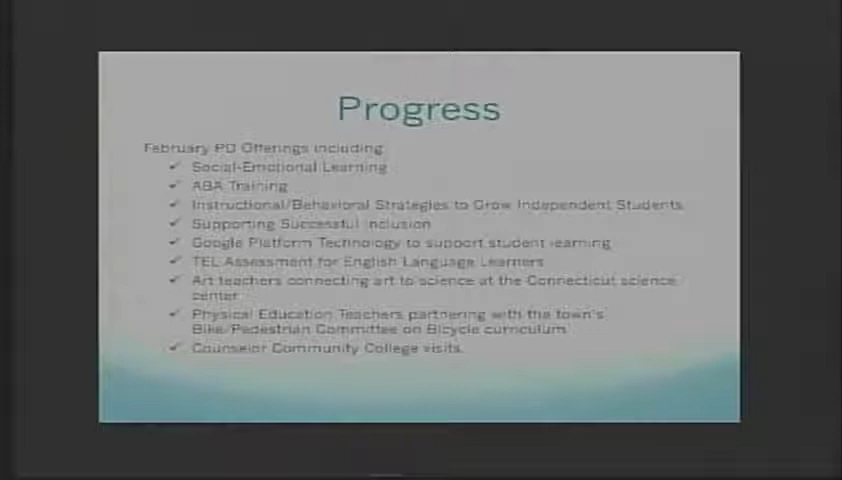 Progress
February PD Offerings including
✓ Social-Emotional Learning
✓ ABA Training
✓ Instructional/Behavioral Strategies to Grow Independent Students
✓ Supporting Successful Inclusion
✓ Google Platform Technology to support student learning
✓ TEL Assessment for English Language Learners
✓ Art teachers connecting art to science at the Connecticut science
center
✓ Physical Education Teachers partnering with the town's
Bike/Pedestrian Committee on Bicycle curriculum
✓ Counselor Community College visits